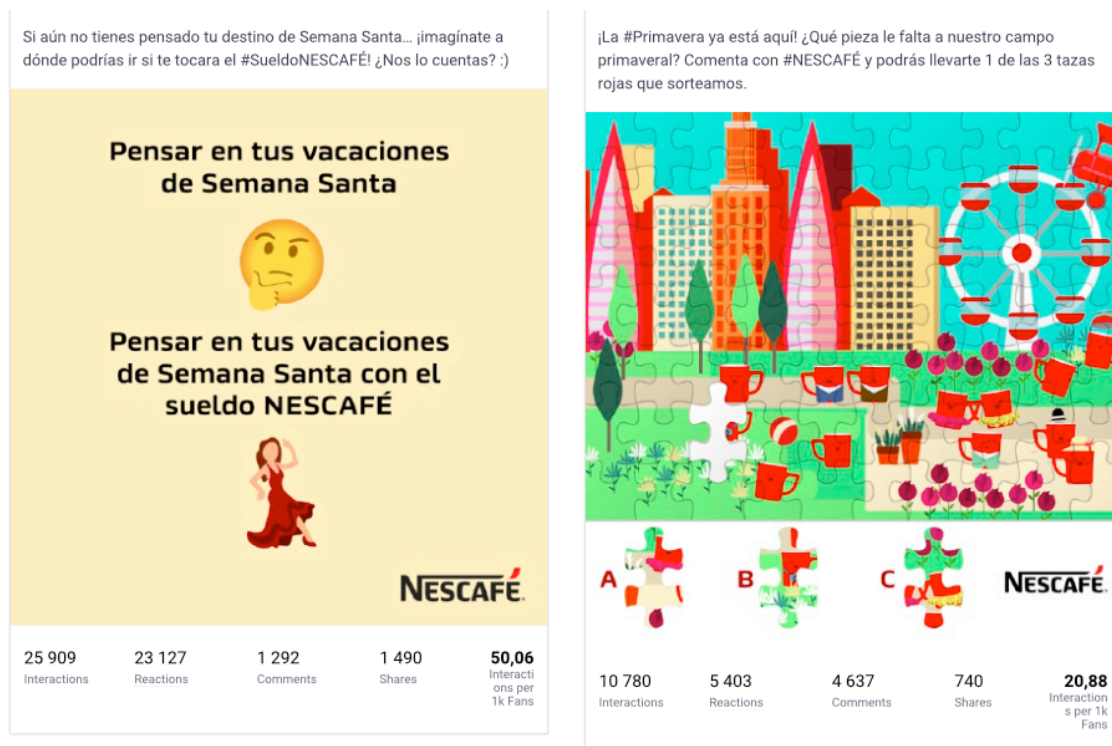 Si aún no tienes pensado tu destino de Semana Santa... ¡imagínate a
dónde podrías ir si te tocara el #SueldoNESCAFÉ! ¿Nos lo cuentas? :)
Pensar en tus vacaciones
de Semana Santa
Pensar en tus vacaciones
de Semana Santa con el
sueldo NESCAFÉ
NESCAFÉ.
25 909
23 127
1 292
1 490
50,06
Interactions
Reactions
Comments
Shares
Interacti
ons per
1k Fans
¡La #Primavera ya está aquí! ¿Qué pieza le falta a nuestro campo
primaveral? Comenta con #NESCAFÉ y podrás llevarte 1 de las 3 tazas
rojas que sorteamos.
A
B
C
NESCAFÉ.
10 780
5 403
4 637
740
20,88
Interactions
Reactions
Comments
Shares
Interaction
s per 1k
Fans